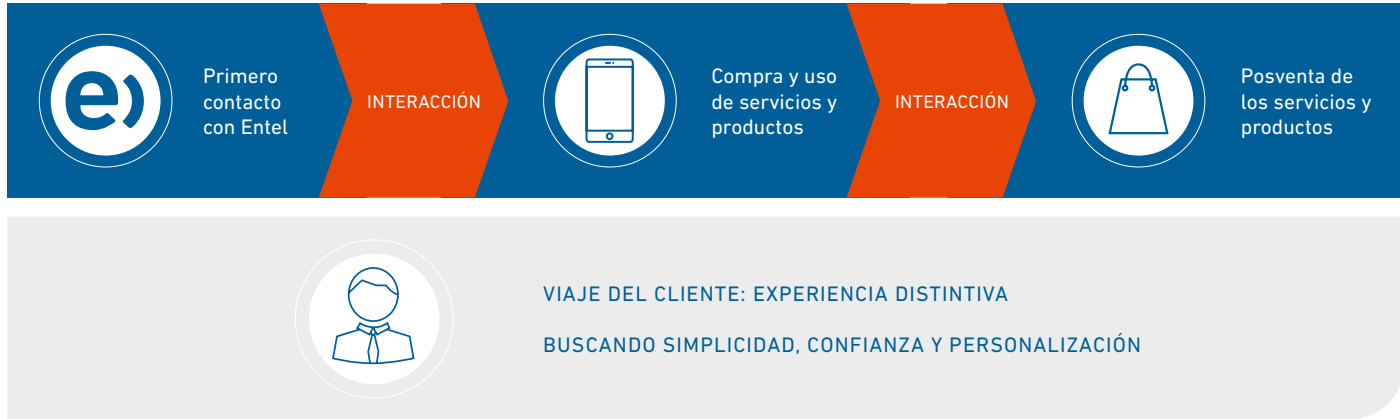 e)
Primero
contacto
con Entel
INTERACCIÓN
Compra y uso
de servicios y
productos
INTERACCIÓN
Posventa de
los servicios y
productos
VIAJE DEL CLIENTE: EXPERIENCIA DISTINTIVA
BUSCANDO SIMPLICIDAD, CONFIANZA Y PERSONALIZACIÓN